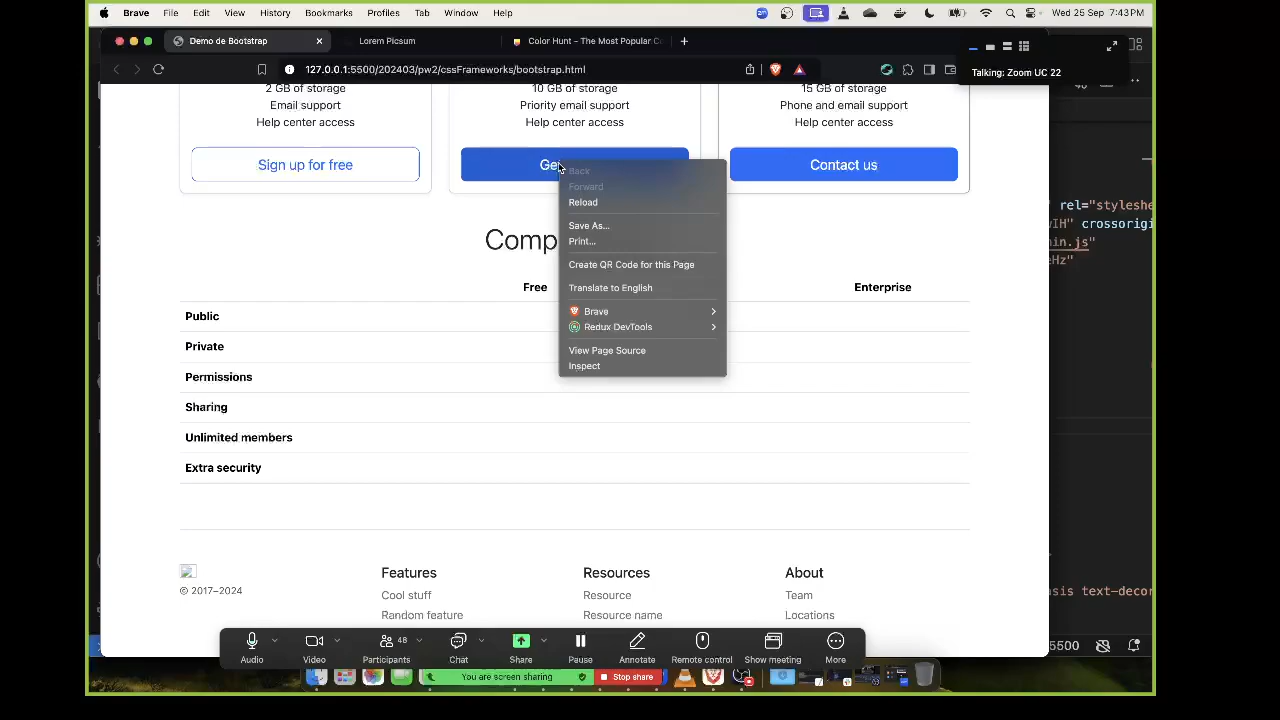 Brave File Edit View History Bookmarks Profiles Tab Window Help Wed 25 Sep 7:43 PM
Demo de Bootstrap Lorem Picsum Color Hunt – The Most Popular Co
127.0.0.1:5500/202403/pw2/cssFrameworks/bootstrap.html
Talking: Zoom UC 22
2 GB of storage 10 GB of storage 15 GB of storage
Email support Priority email support Phone and email support
Help center access Help center access Help center access
Sign up for free Ge Contact us
Back
Forward
Reload
Save As...
Print...
Create QR Code for this Page
Translate to English
Brave
Redux DevTools
View Page Source
Inspect
Comp
Free Enterprise
Public
Private
Permissions
Sharing
Unlimited members
Extra security
rel="styleshe
wIH" crossorigi
in.js"
eHz"
© 2017–2024
Features Resources About
Cool stuff Resource Team
Random feature Resource name Locations
asis text-decor
5500
Audio Video Participants 48 Chat Share Pause Annotate Remote control Show meeting More
You are screen sharing Stop share